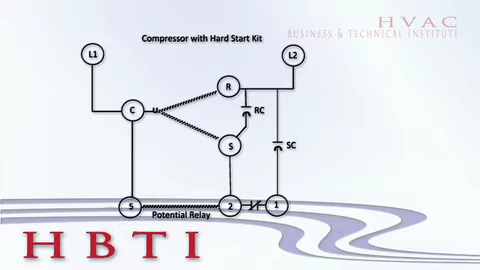 HVAC
BUSINESS & TECHNICAL INSTITUTE
Compressor with Hard Start Kit
L1
L2
R
C
RC
S
SC
5
2
1
Potential Relay
HBTI